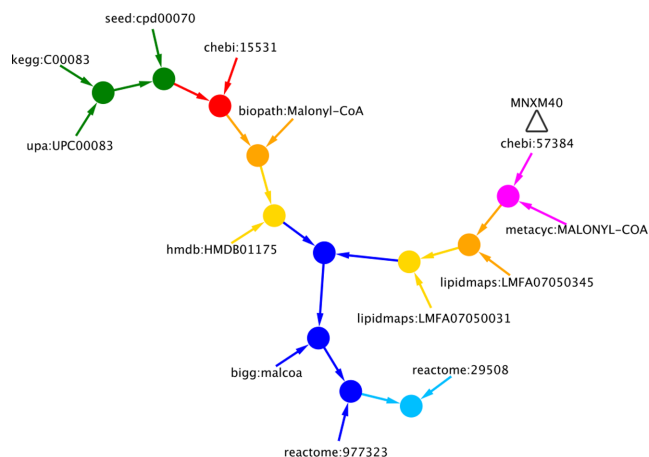 seed:cpd00070
kegg:C00083
chebi:15531
biopath:Malonyl-CoA
MNXM40
chebi:57384
upa:UPC00083
metacyc:MALONYL-COA
hmdb:HMDB01175
lipidmaps:LMFA07050345
lipidmaps:LMFA07050031
bigg:malcoa
reactome:29508
reactome:977323